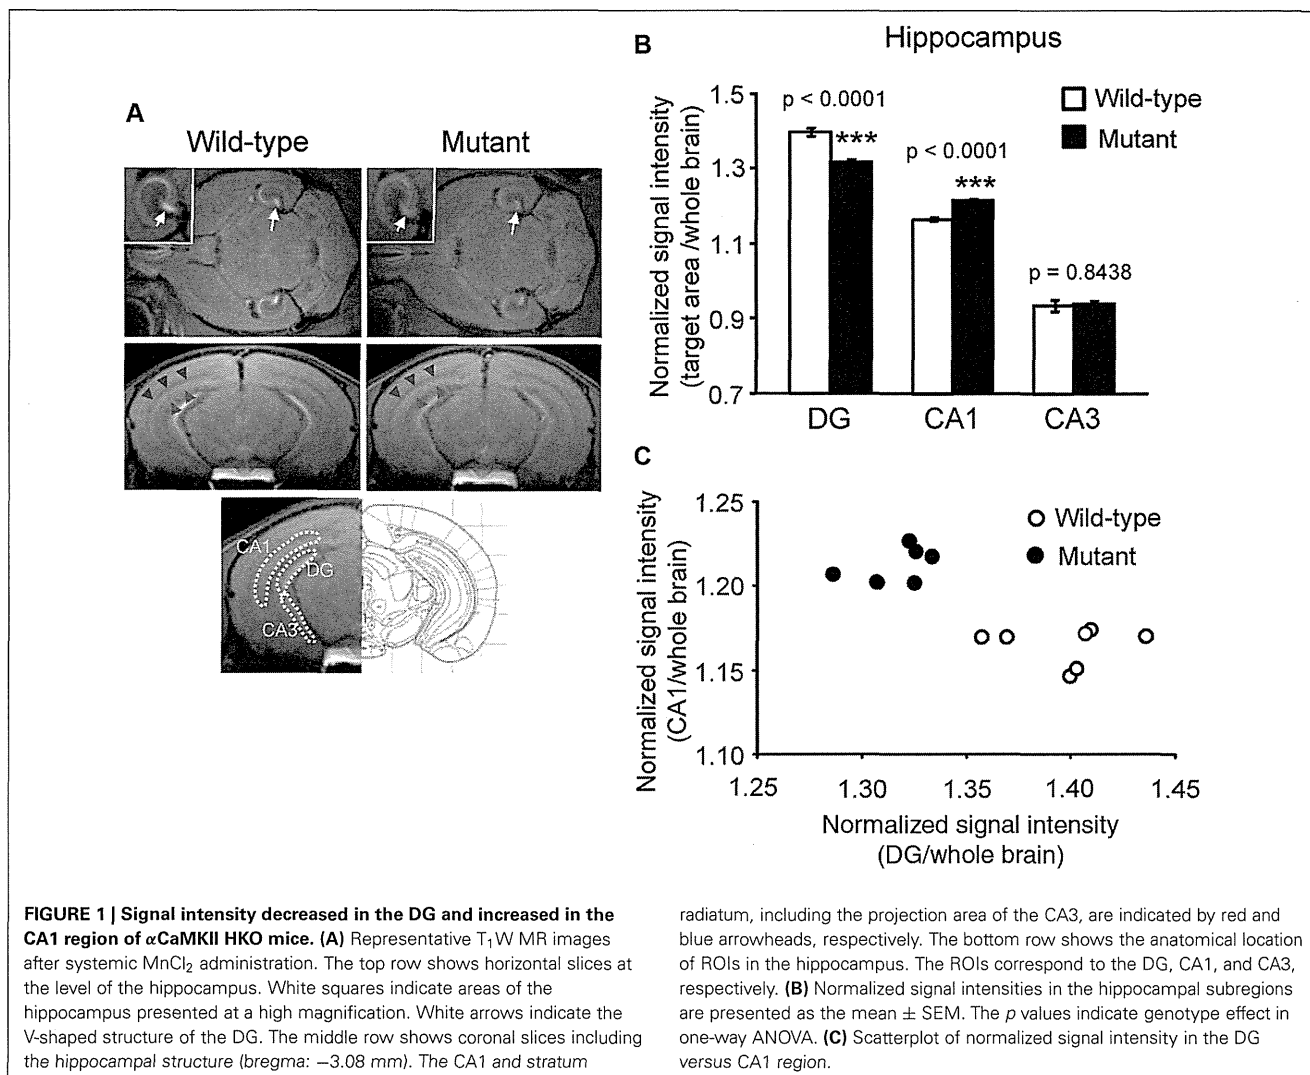 A
Wild-type
Mutant
CA1
DG
CA3
B
Hippocampus
Normalized signal intensity
(target area /whole brain)
1.5
1.3
1.1
0.9
0.7
p < 0.0001
***
p < 0.0001
***
p = 0.8438
Wild-type
Mutant
DG
CA1
CA3
C
Normalized signal intensity
(CA1/whole brain)
1.25
1.20
1.15
1.10
Wild-type
Mutant
1.25
1.30
1.35
1.40
1.45
Normalized signal intensity
(DG/whole brain)
FIGURE 1 | Signal intensity decreased in the DG and increased in the
CA1 region of αCaMKII HKO mice. (A) Representative T1W MR images
after systemic MnCl2 administration. The top row shows horizontal slices at
the level of the hippocampus. White squares indicate areas of the
hippocampus presented at a high magnification. White arrows indicate the
V-shaped structure of the DG. The middle row shows coronal slices including
the hippocampal structure (bregma: −3.08 mm). The CA1 and stratum
radiatum, including the projection area of the CA3, are indicated by red and
blue arrowheads, respectively. The bottom row shows the anatomical location
of ROIs in the hippocampus. The ROIs correspond to the DG, CA1, and CA3,
respectively. (B) Normalized signal intensities in the hippocampal subregions
are presented as the mean ± SEM. The p values indicate genotype effect in
one-way ANOVA. (C) Scatterplot of normalized signal intensity in the DG
versus CA1 region.